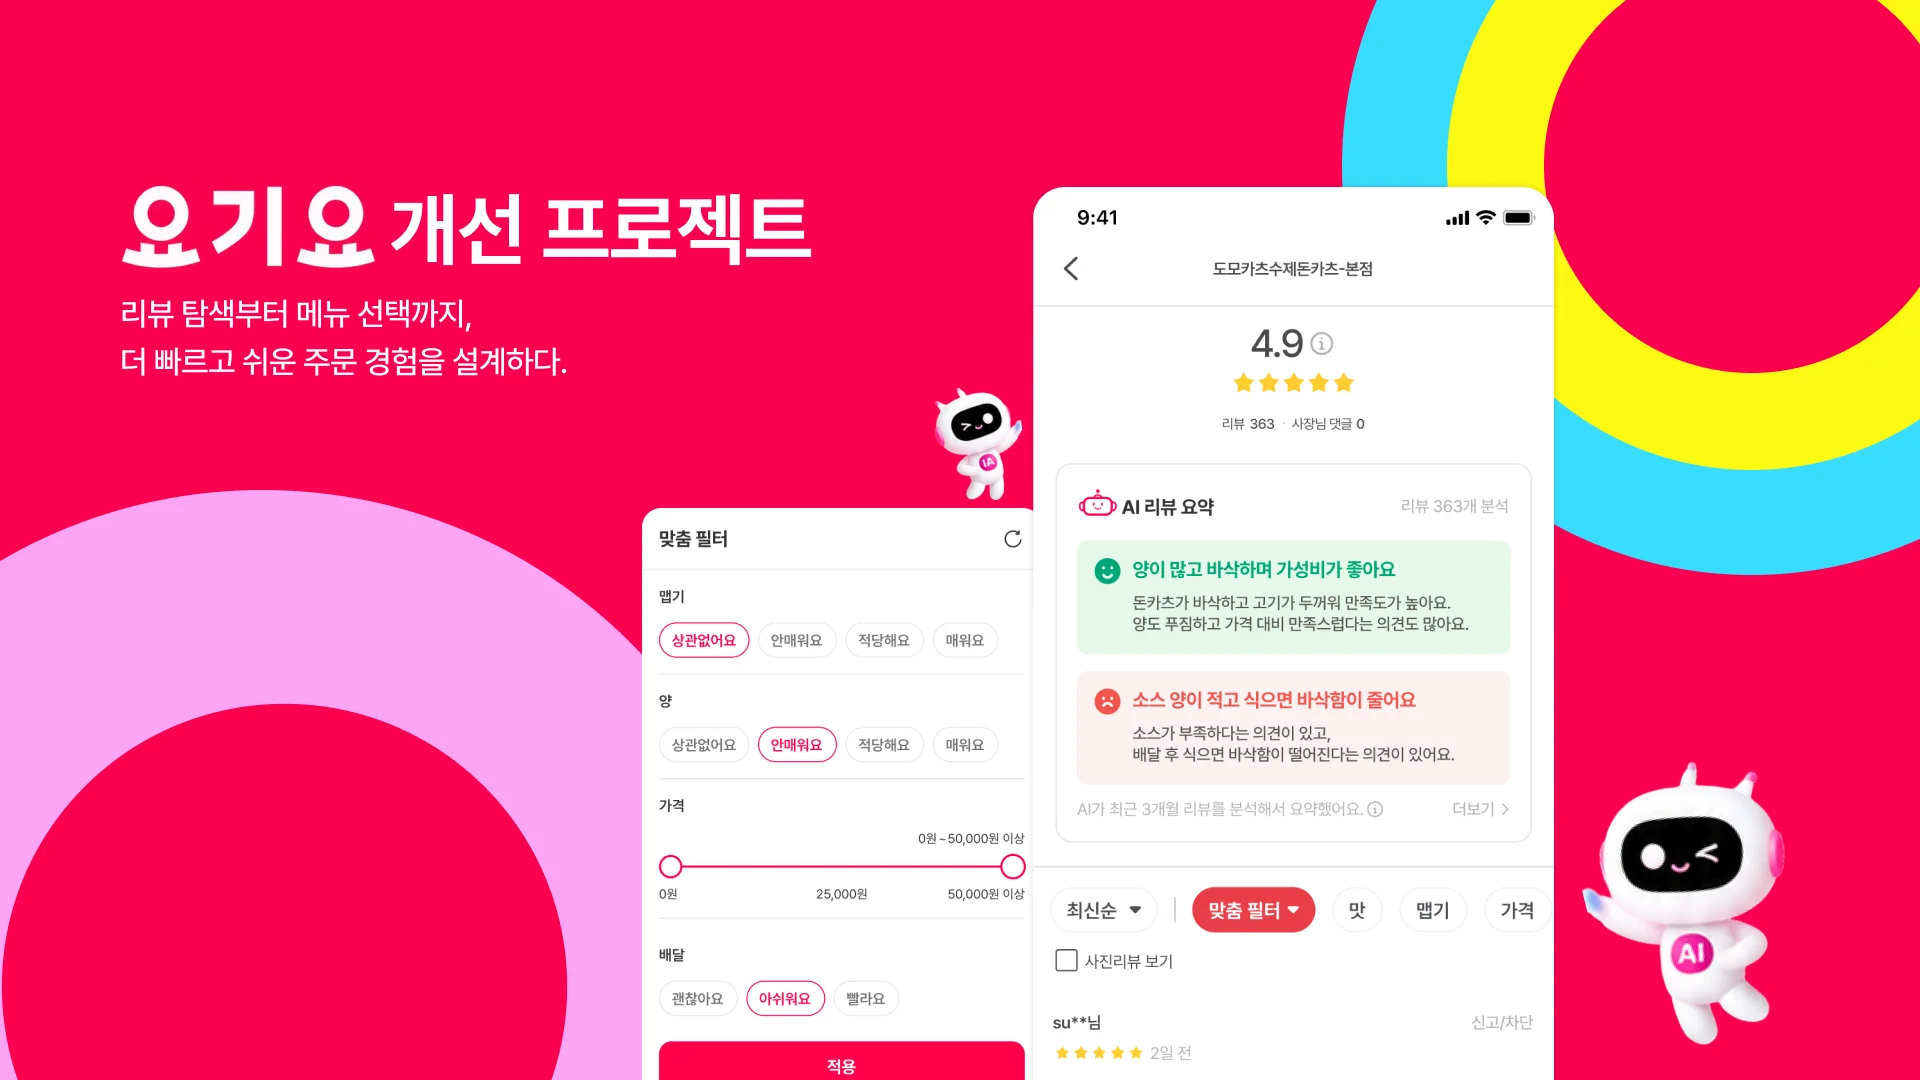 요기요 개선 프로젝트
리뷰 탐색부터 메뉴 선택까지,
더 빠르고 쉬운 주문 경험을 설계하다.
AI
맞춤 필터
맵기
상관없어요 안매워요 적당해요 매워요
양
상관없어요 안매워요 적당해요 매워요
가격
0원 ~ 50,000원 이상
0원 25,000원 50,000원 이상
배달
괜찮아요 아쉬워요 빨라요
적용
9:41
도모카츠수제돈카츠-본점
4.9
리뷰 363 · 사장님 댓글 0
AI 리뷰 요약 리뷰 363개 분석
양이 많고 바삭하며 가성비가 좋아요
돈카츠가 바삭하고 고기가 두꺼워 만족도가 높아요.
양도 푸짐하고 가격 대비 만족스럽다는 의견도 많아요.
소스 양이 적고 식으면 바삭함이 줄어요
소스가 부족하다는 의견이 있고,
배달 후 식으면 바삭함이 떨어진다는 의견이 있어요.
AI가 최근 3개월 리뷰를 분석해서 요약했어요. 더보기 >
최신순 맞춤 필터 맛 맵기 가격
사진리뷰 보기
su**님 신고/차단
2일 전
AI